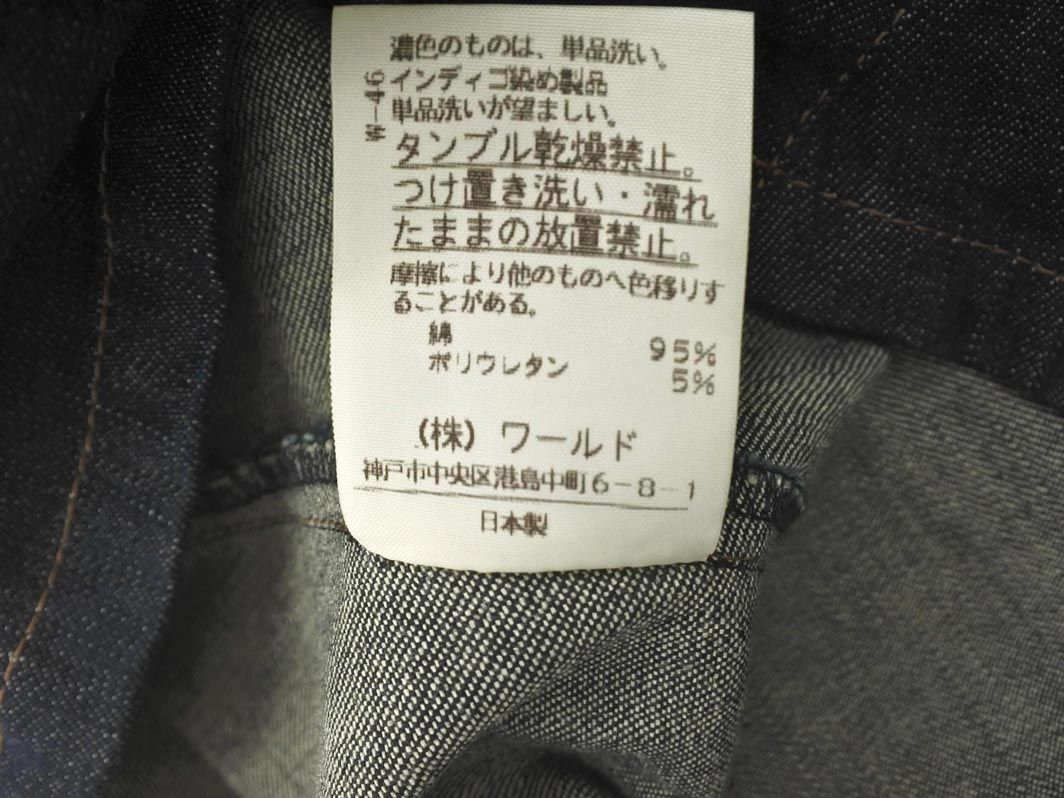 濃色のものは、単品洗い。
インディゴ染め製品
単品洗いが望ましい。
W-46
タンブル乾燥禁止。
つけ置き洗い・濡れ
たままの放置禁止。
摩擦により他のものへ色移りす
ることがある。
綿 95%
ポリウレタン 5%
(株) ワールド
神戸市中央区港島中町6-8-1
日本製